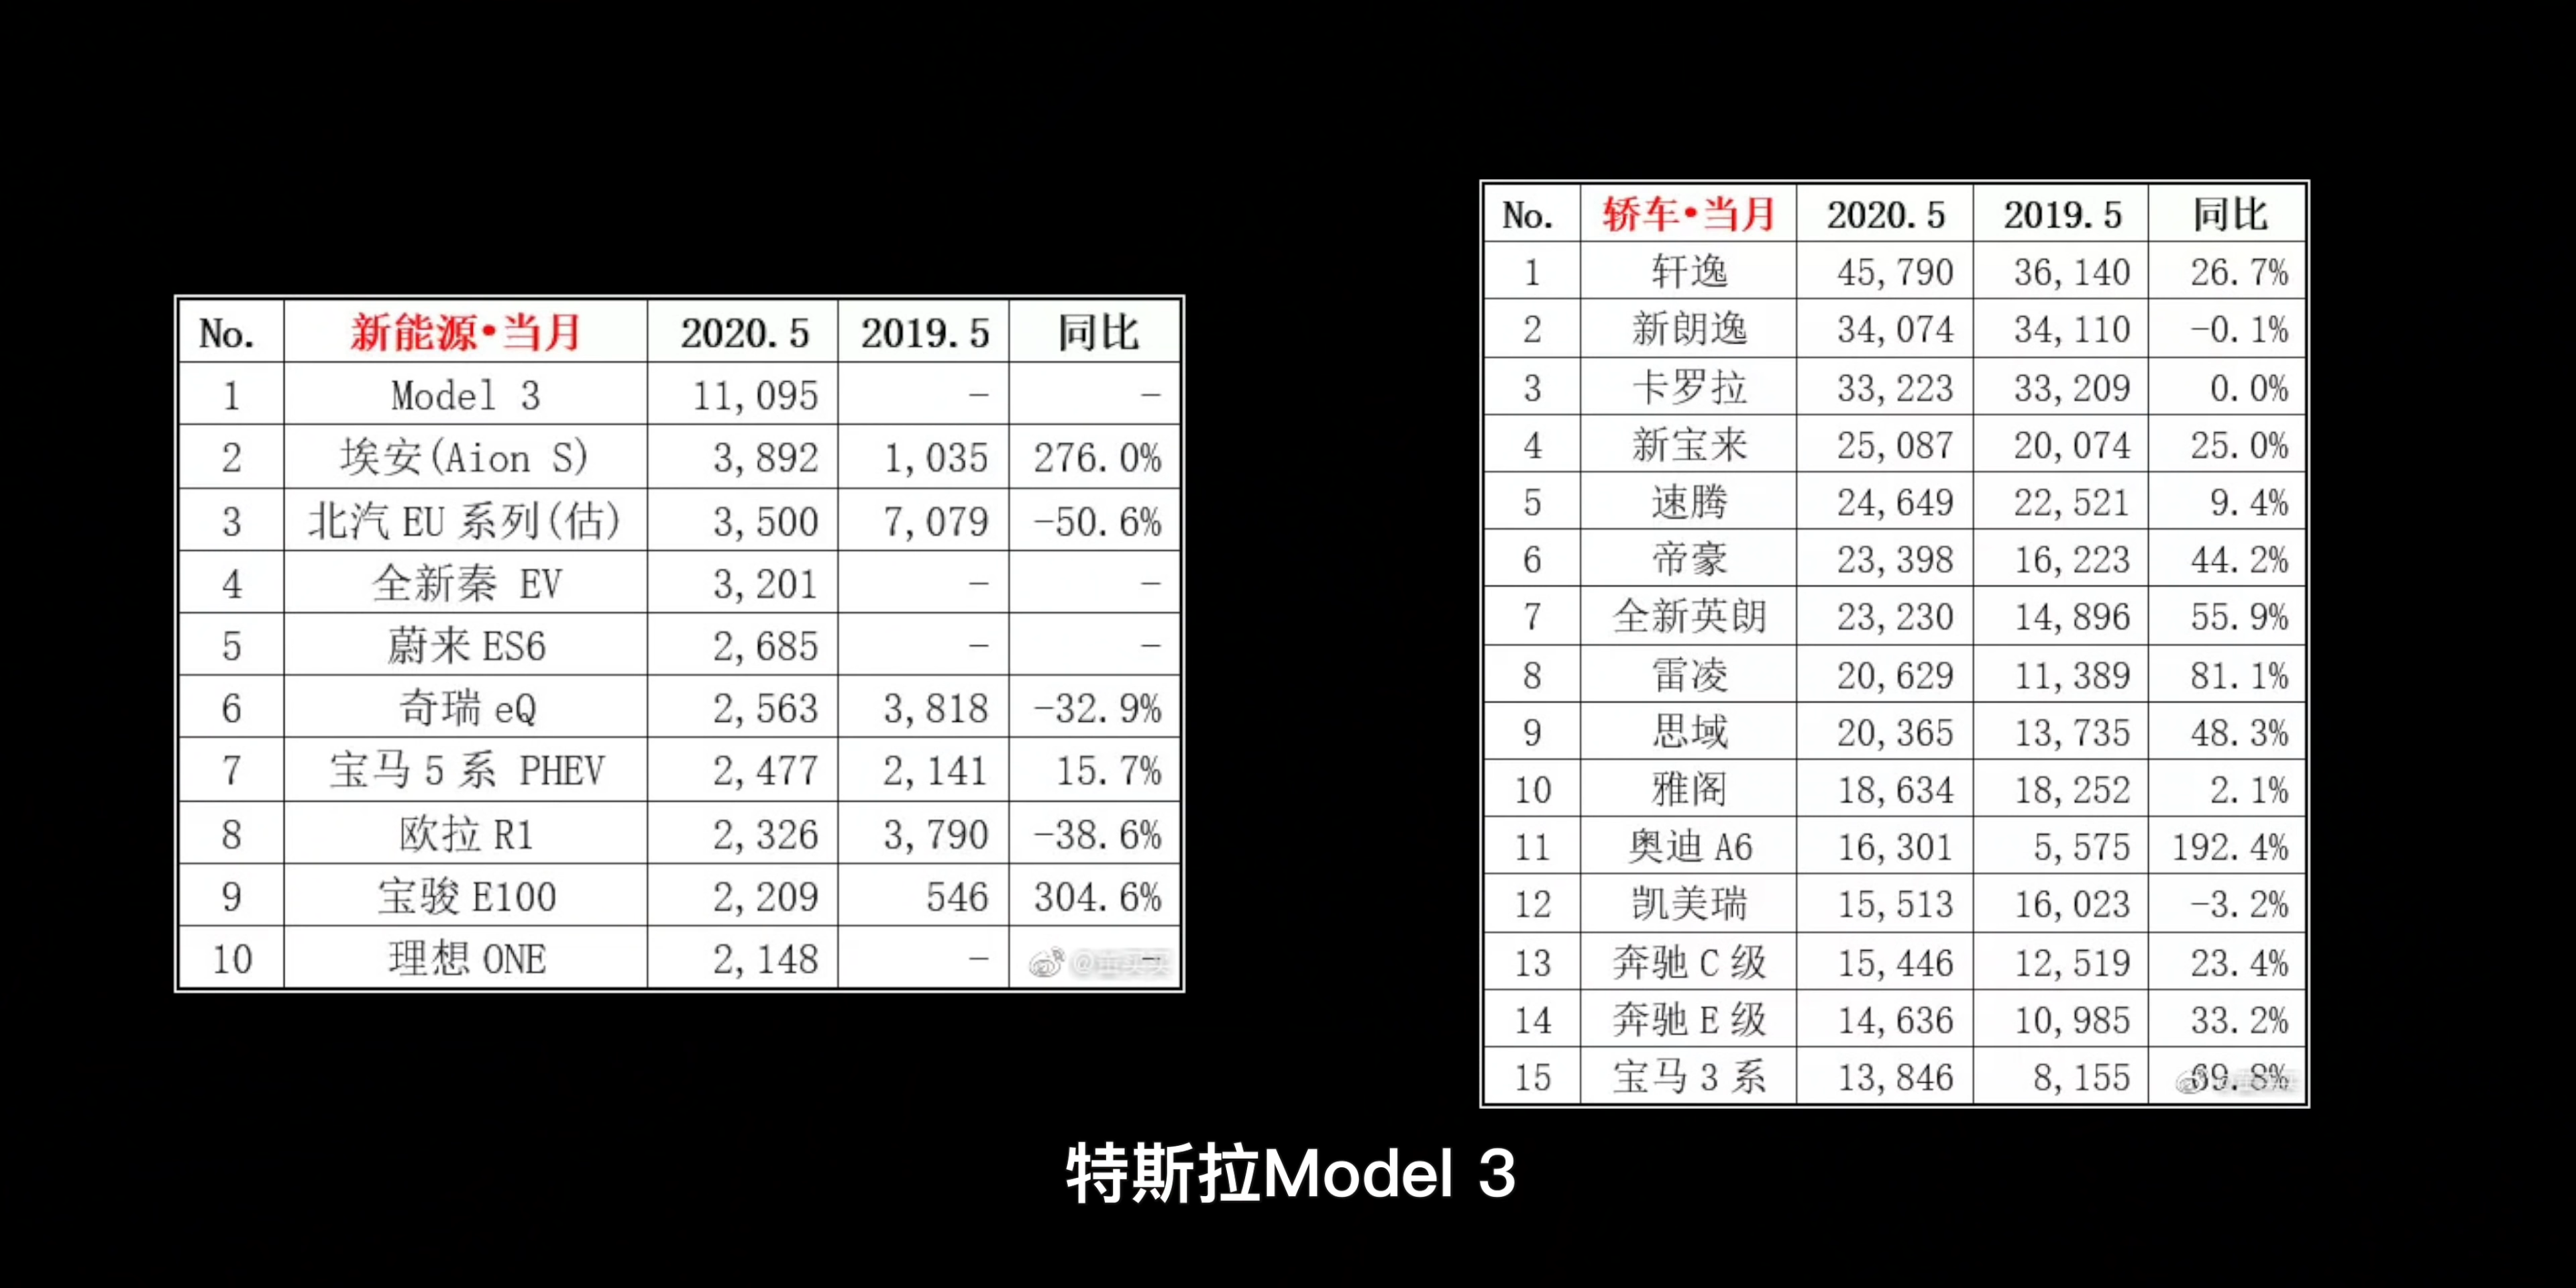 No. 新能源•当月 2020.5 2019.5 同比
1 Model 3 11,095 – –
2 埃安(Aion S) 3,892 1,035 276.0%
3 北汽 EU 系列(估) 3,500 7,079 -50.6%
4 全新秦 EV 3,201 – –
5 蔚来 ES6 2,685 – –
6 奇瑞 eQ 2,563 3,818 -32.9%
7 宝马 5 系 PHEV 2,477 2,141 15.7%
8 欧拉 R1 2,326 3,790 -38.6%
9 宝骏 E100 2,209 546 304.6%
10 理想 ONE 2,148 – –
No. 轿车•当月 2020.5 2019.5 同比
1 轩逸 45,790 36,140 26.7%
2 新朗逸 34,074 34,110 -0.1%
3 卡罗拉 33,223 33,209 0.0%
4 新宝来 25,087 20,074 25.0%
5 速腾 24,649 22,521 9.4%
6 帝豪 23,398 16,223 44.2%
7 全新英朗 23,230 14,896 55.9%
8 雷凌 20,629 11,389 81.1%
9 思域 20,365 13,735 48.3%
10 雅阁 18,634 18,252 2.1%
11 奥迪 A6 16,301 5,575 192.4%
12 凯美瑞 15,513 16,023 -3.2%
13 奔驰 C 级 15,446 12,519 23.4%
14 奔驰 E 级 14,636 10,985 33.2%
15 宝马 3 系 13,846 8,155 69.8%
特斯拉Model 3